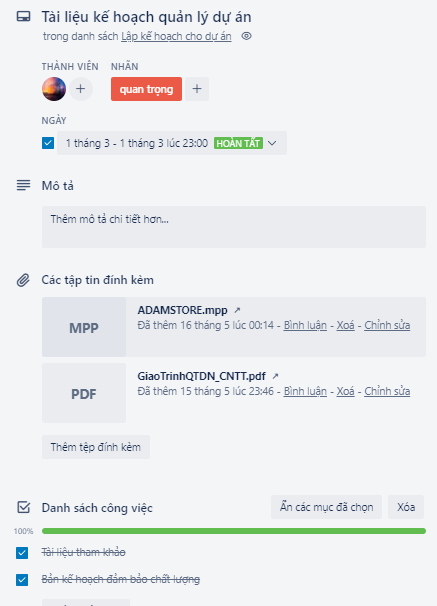 Tài liệu kế hoạch quản lý dự án
trong danh sách Lập kế hoạch cho dự án
THÀNH VIÊN NHÃN
quan trọng
NGÀY
1 tháng 3 - 1 tháng 3 lúc 23:00 HOÀN TẤT
Mô tả
Thêm mô tả chi tiết hơn...
Các tập tin đính kèm
MPP
ADAMSTORE.mpp ↗
Đã thêm 16 tháng 5 lúc 00:14 - Bình luận - Xoá - Chỉnh sửa
PDF
GiaoTrinhQTDN_CNTT.pdf ↗
Đã thêm 15 tháng 5 lúc 23:46 - Bình luận - Xoá - Chỉnh sửa
Thêm tệp đính kèm
Danh sách công việc Ẩn các mục đã chọn Xóa
100%
Tài liệu tham khảo
Bản kế hoạch đảm bảo chất lượng